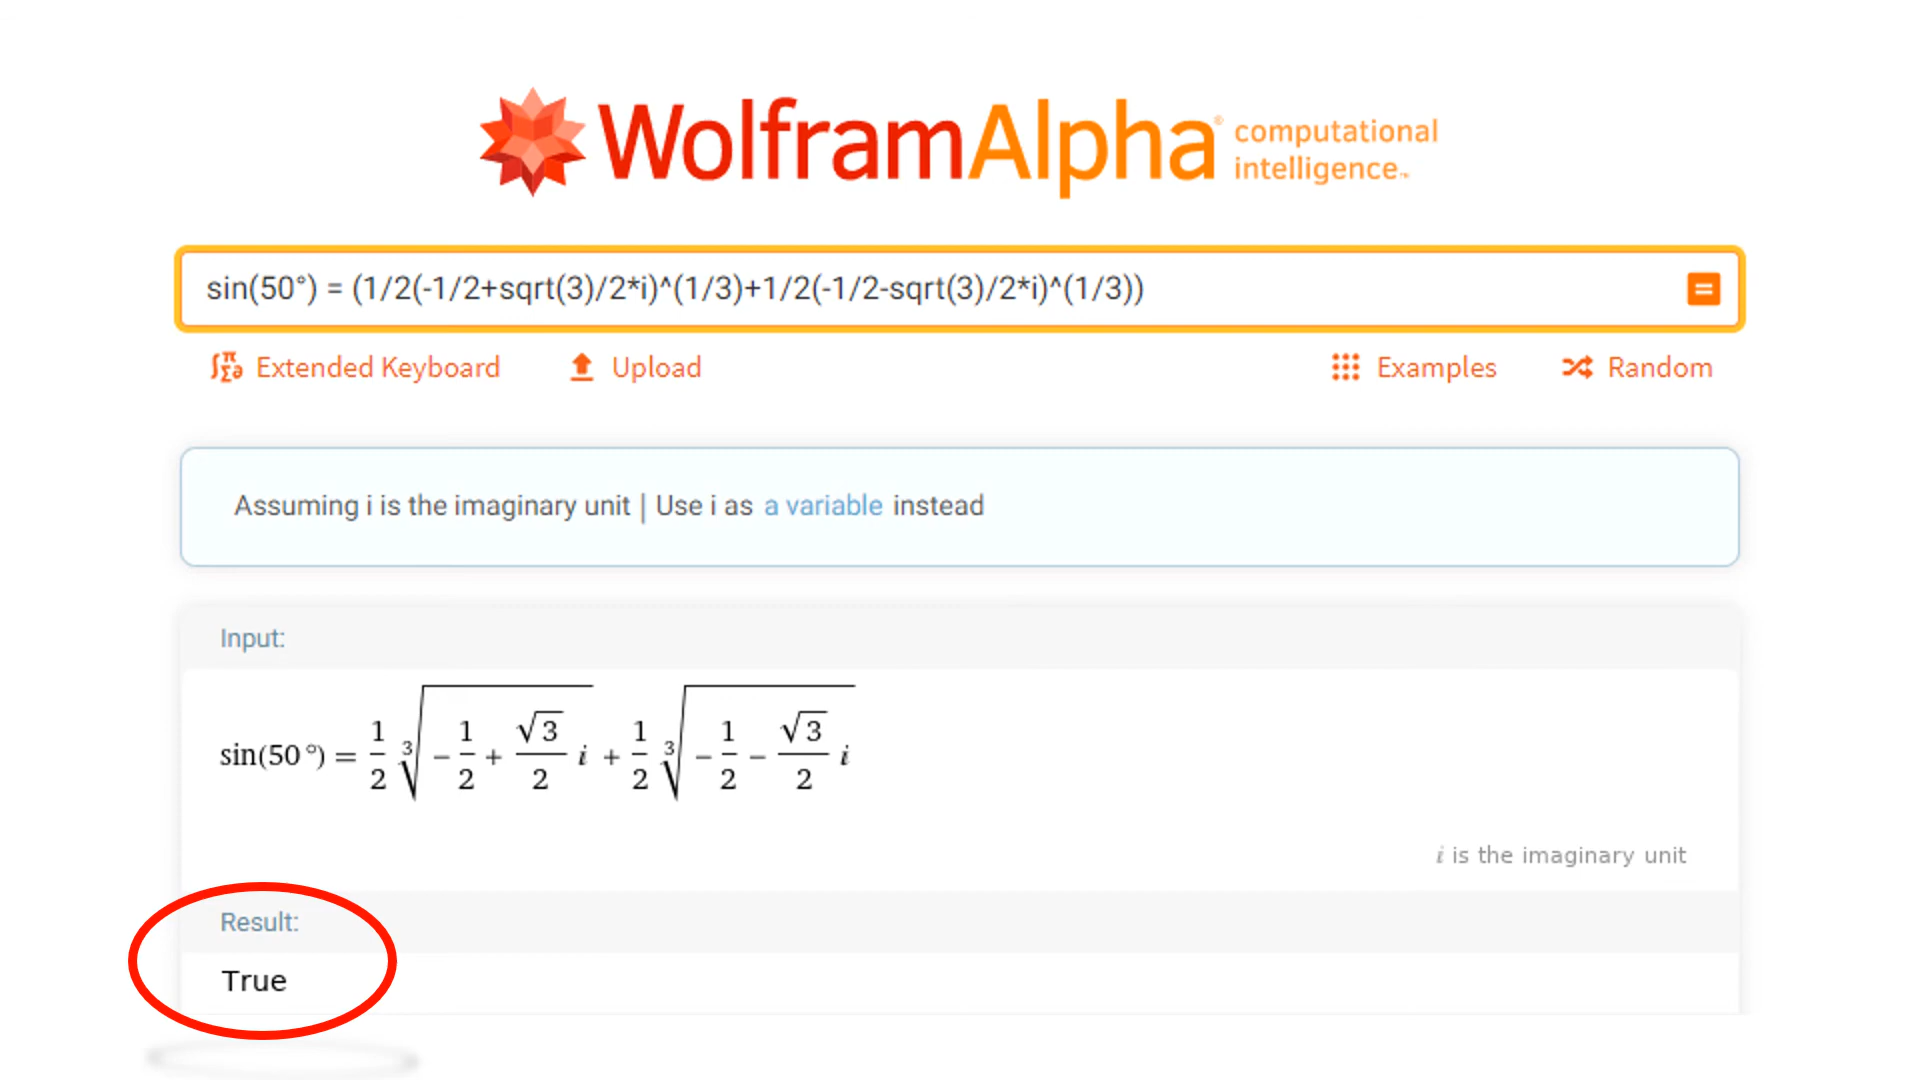 WolframAlpha® computational intelligence™
sin(50°) = (1/2(-1/2+sqrt(3)/2*i)^(1/3)+1/2(-1/2-sqrt(3)/2*i)^(1/3))
Extended Keyboard Upload Examples Random
Assuming i is the imaginary unit | Use i as a variable instead
Input:
sin(50°) = 1/2 ∛(−1/2 + √3/2 i) + 1/2 ∛(−1/2 − √3/2 i)
i is the imaginary unit
Result:
True